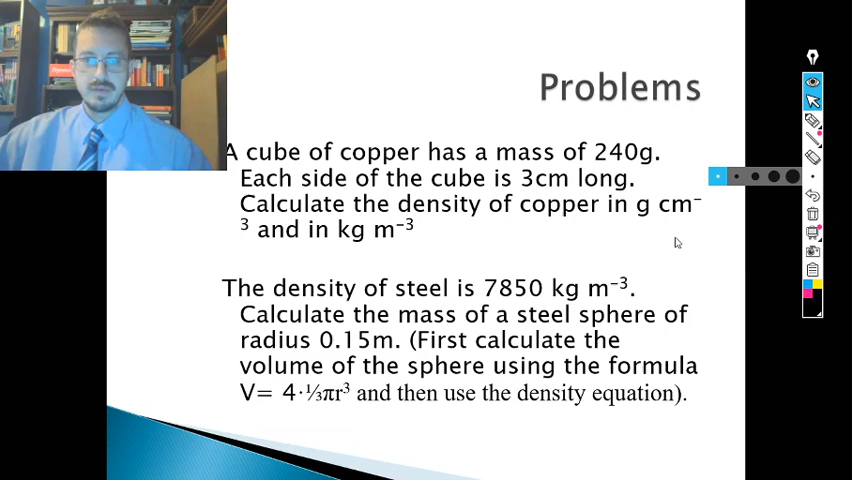 Problems
A cube of copper has a mass of 240g.
Each side of the cube is 3cm long.
Calculate the density of copper in g cm⁻
³ and in kg m⁻³
The density of steel is 7850 kg m⁻³.
Calculate the mass of a steel sphere of
radius 0.15m. (First calculate the
volume of the sphere using the formula
V= 4·⅓πr³ and then use the density equation).